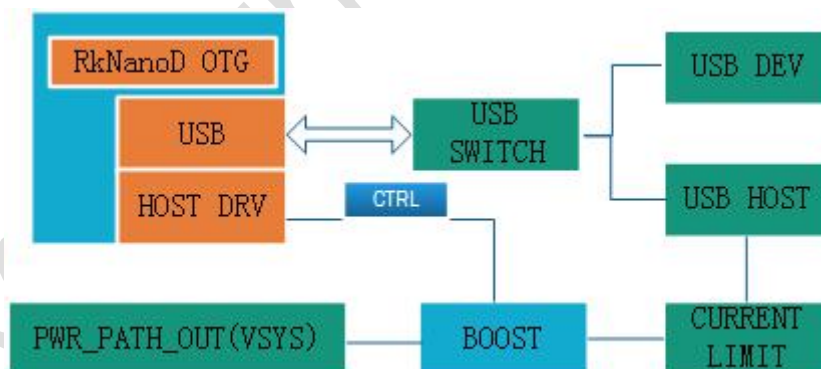 RkNanoD OTG
USB
HOST DRV
CTRL
USB
SWITCH
USB DEV
USB HOST
PWR_PATH_OUT(VSYS)
BOOST
CURRENT
LIMIT